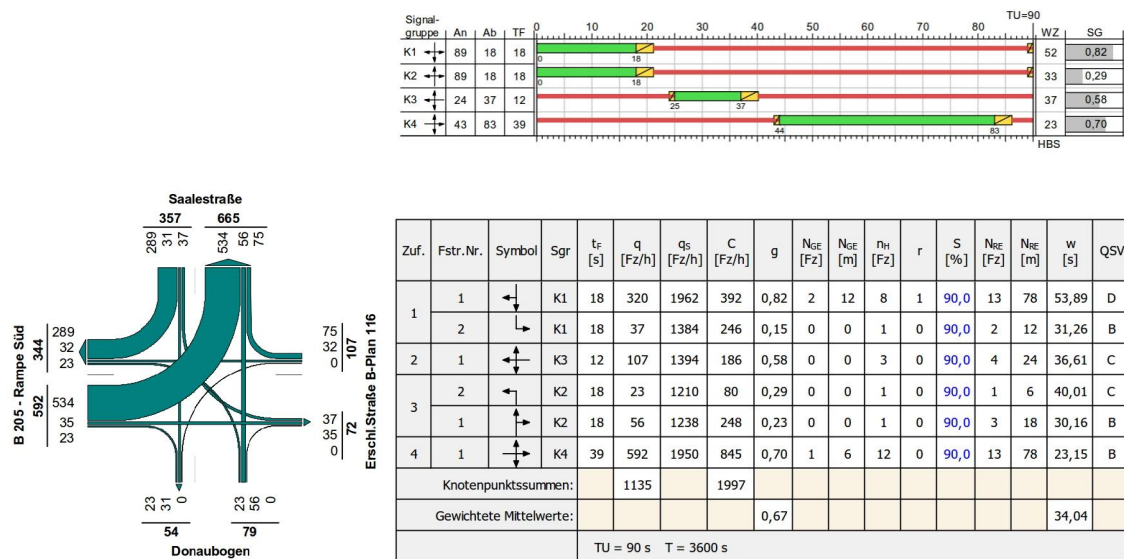 Signal-
gruppe An Ab TF 0 10 20 30 40 50 60 70 80 TU=90 WZ SG
K1 89 18 18 0 18 52 0,82
K2 89 18 18 0 18 33 0,29
K3 24 37 12 25 37 37 0,58
K4 43 83 39 44 83 23 0,70
HBS
Saalestraße
357 665
289 31 37 534 56 75
B 205 - Rampe Süd
344 289 32 23
592 534 35 23
75 32 0 107
37 35 0 72
Erschl.Straße B-Plan 116
23 31 0 23 56 0
54 79
Donaubogen
Zuf. Fstr.Nr. Symbol Sgr tF [s] q [Fz/h] qS [Fz/h] C [Fz/h] g NGE [Fz] NGE [m] nH [Fz] r S [%] NRE [Fz] NRE [m] w [s] QSV
1 1 K1 18 320 1962 392 0,82 2 12 8 1 90,0 13 78 53,89 D
2 K1 18 37 1384 246 0,15 0 0 1 0 90,0 2 12 31,26 B
2 1 K3 12 107 1394 186 0,58 0 0 3 0 90,0 4 24 36,61 C
3 2 K2 18 23 1210 80 0,29 0 0 1 0 90,0 1 6 40,01 C
1 K2 18 56 1238 248 0,23 0 0 1 0 90,0 3 18 30,16 B
4 1 K4 39 592 1950 845 0,70 1 6 12 0 90,0 13 78 23,15 B
Knotenpunktssummen: 1135 1997
Gewichtete Mittelwerte: 0,67 34,04
TU = 90 s T = 3600 s